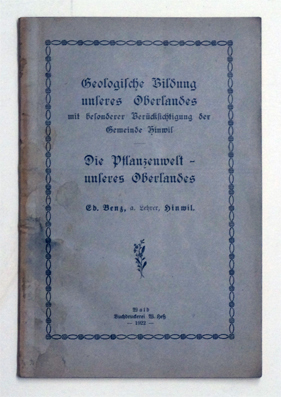 Geologische Bildung
unseres Oberlandes
mit besonderer Berücksichtigung der
Gemeinde Hinwil
Die Pflanzenwelt -
unseres Oberlandes
Ed. Benz, a. Lehrer, Hinwil.
Wald
Buchdruckerei W. Heß
— 1922 —